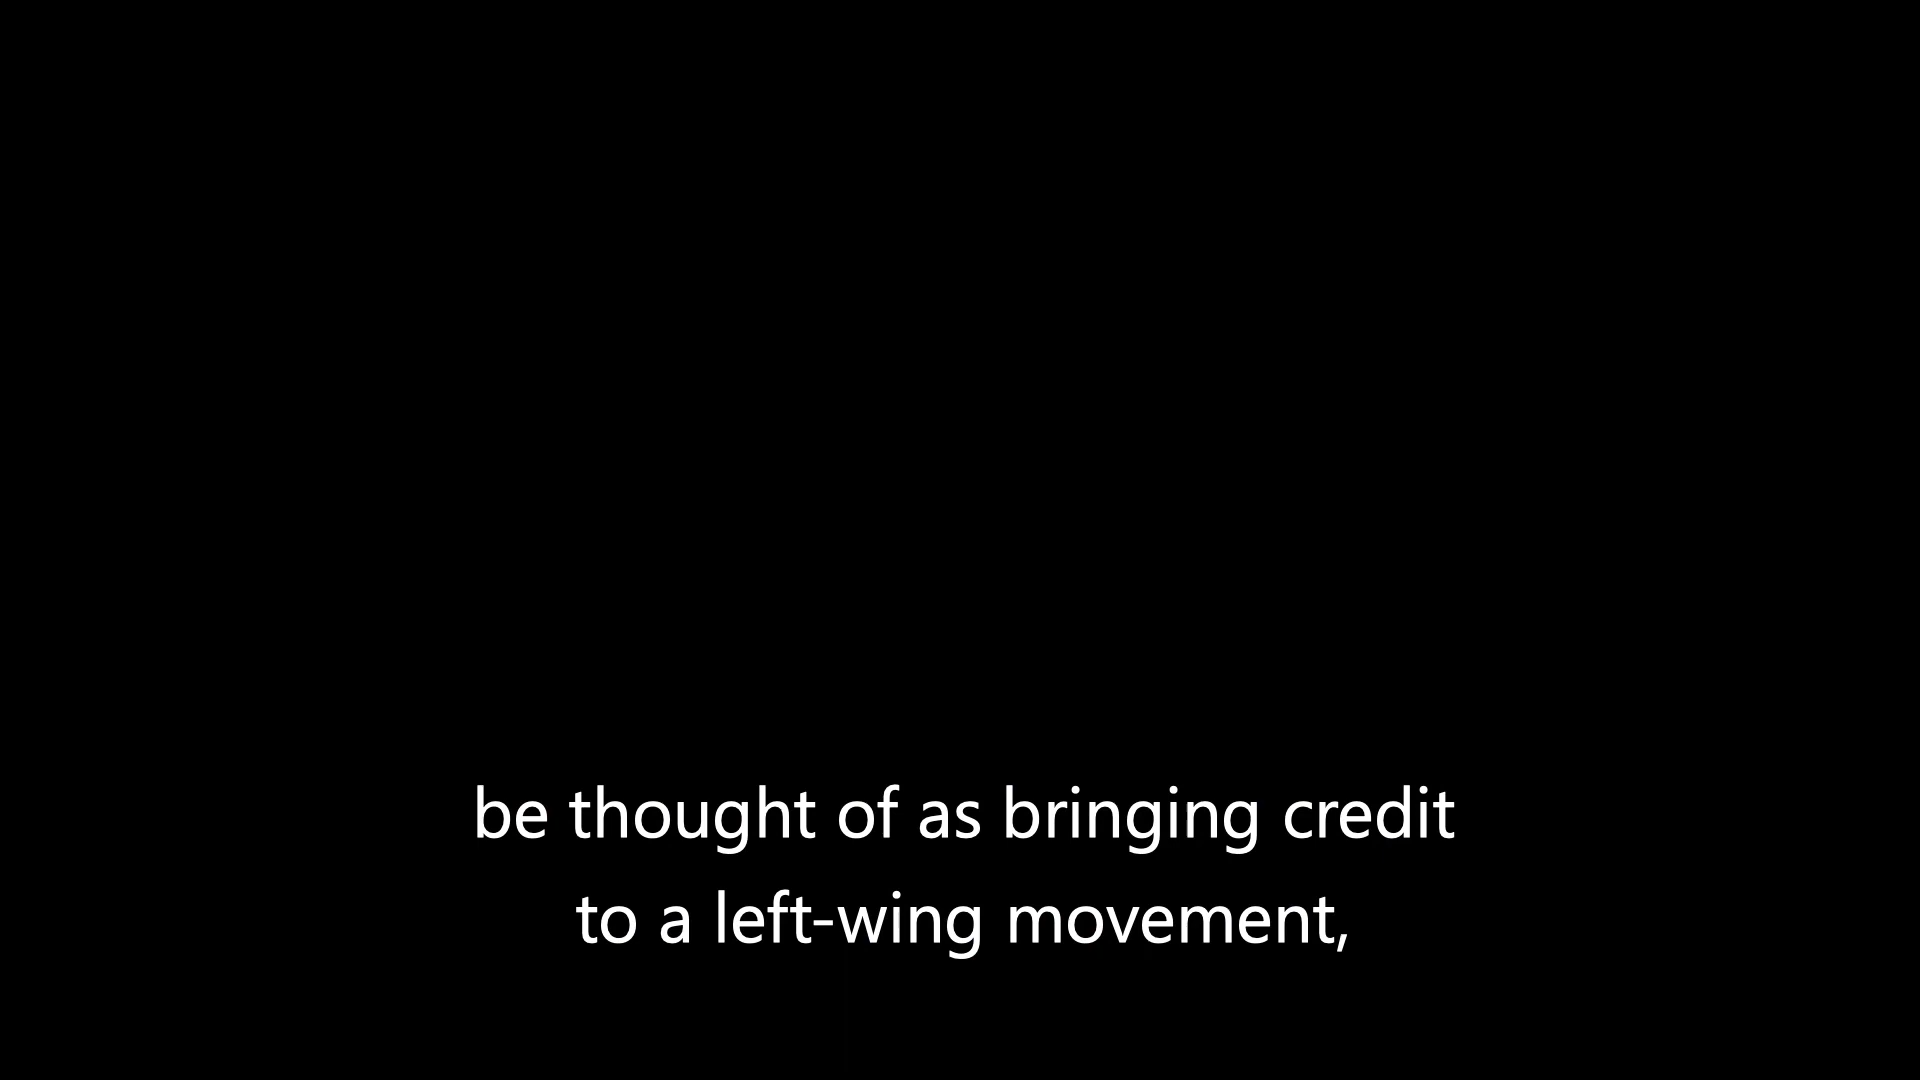 be thought of as bringing credit
to a left-wing movement,